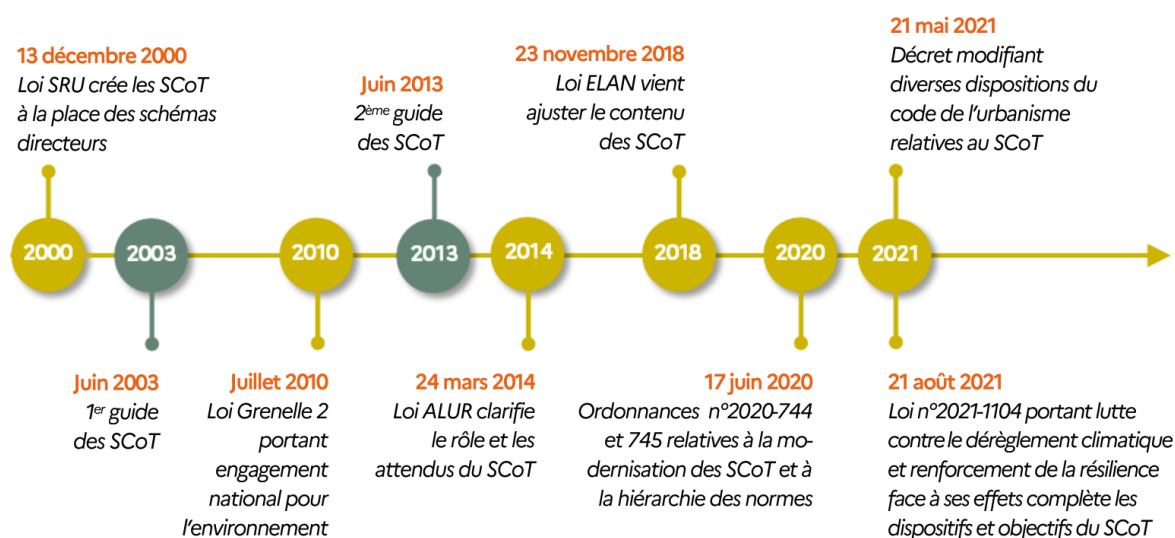 13 décembre 2000
Loi SRU crée les SCoT
à la place des schémas
directeurs
Juin 2013
2ème guide
des SCoT
23 novembre 2018
Loi ELAN vient
ajuster le contenu
des SCoT
21 mai 2021
Décret modifiant
diverses dispositions du
code de l'urbanisme
relatives au SCoT
2000
2003
2010
2013
2014
2018
2020
2021
Juin 2003
1er guide
des SCoT
Juillet 2010
Loi Grenelle 2
portant
engagement
national pour
l'environnement
24 mars 2014
Loi ALUR clarifie
le rôle et les
attendus du SCoT
17 juin 2020
Ordonnances n°2020-744
et 745 relatives à la mo-
dernisation des SCoT et à
la hiérarchie des normes
21 août 2021
Loi n°2021-1104 portant lutte
contre le dérèglement climatique
et renforcement de la résilience
face à ses effets complète les
dispositifs et objectifs du SCoT